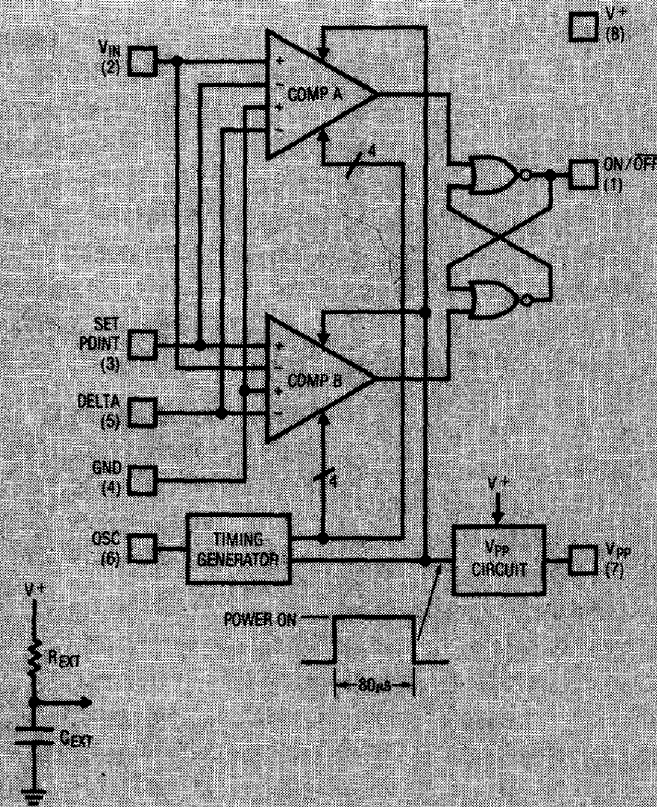 V+
(8)
VIN
(2)
+
−
+
−
COMP A
4
ON/OFF
(1)
SET
POINT
(3)
+
−
+
−
COMP B
DELTA
(5)
GND
(4)
4
V+
OSC
(6)
TIMING
GENERATOR
VPP
CIRCUIT
VPP
(7)
V+
POWER ON
REXT
80μs
CEXT